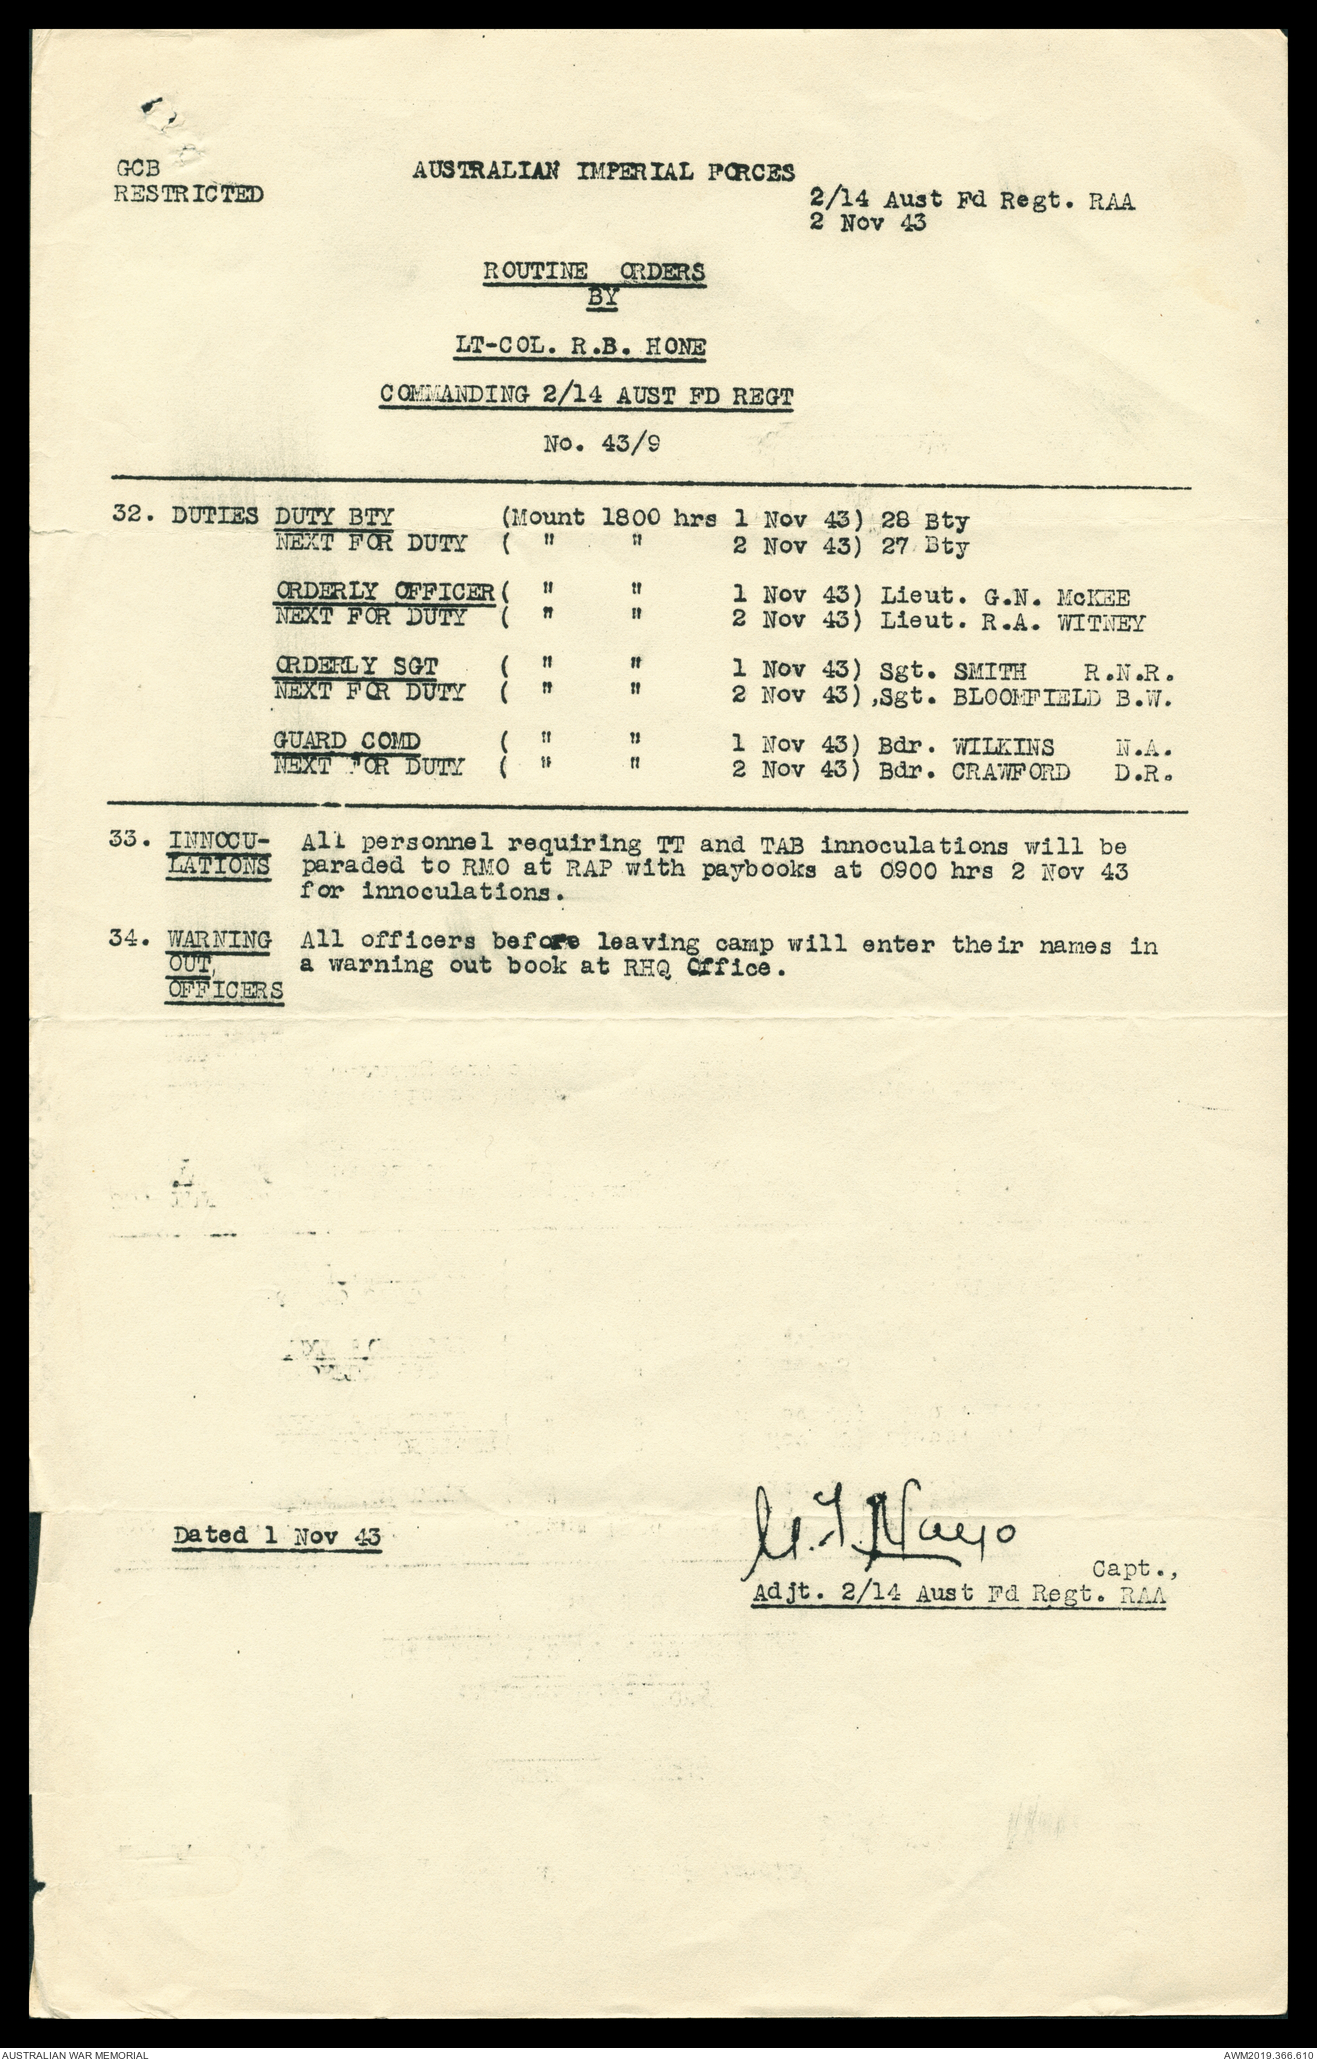 GCB
RESTRICTED
AUSTRALIAN IMPERIAL FORCES
2/14 Aust Fd Regt. RAA
2 Nov 43
ROUTINE ORDERS
BY
LT-COL. R.B. HONE
COMMANDING 2/14 AUST FD REGT
No. 43/9
32. DUTIES DUTY BTY (Mount 1800 hrs 1 Nov 43) 28 Bty
NEXT FOR DUTY ( " " 2 Nov 43) 27 Bty
ORDERLY OFFICER ( " " 1 Nov 43) Lieut. G.N. McKEE
NEXT FOR DUTY ( " " 2 Nov 43) Lieut. R.A. WITNEY
ORDERLY SGT ( " " 1 Nov 43) Sgt. SMITH R.N.R.
NEXT FOR DUTY ( " " 2 Nov 43) ,Sgt. BLOOMFIELD B.W.
GUARD COMD ( " " 1 Nov 43) Bdr. WILKINS N.A.
NEXT FOR DUTY ( " " 2 Nov 43) Bdr. CRAWFORD D.R.
33. INNOCU- All personnel requiring TT and TAB innoculations will be
LATIONS paraded to RMO at RAP with paybooks at 0900 hrs 2 Nov 43
for innoculations.
34. WARNING All officers before leaving camp will enter their names in
OUT, a warning out book at RHQ Office.
OFFICERS
Dated 1 Nov 43
Capt.,
Adjt. 2/14 Aust Fd Regt. RAA
AUSTRALIAN WAR MEMORIAL
AWM2019.366.610